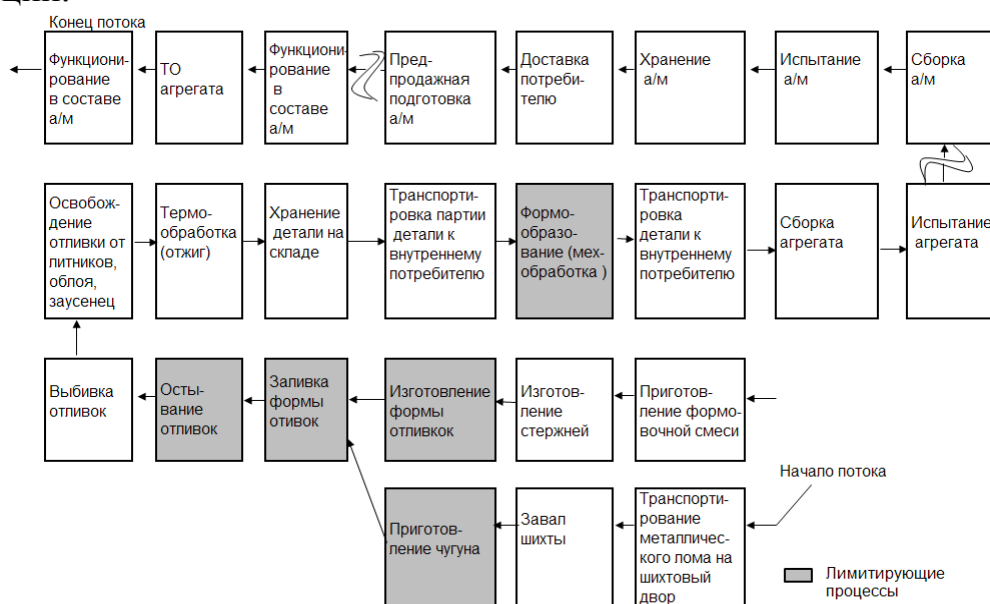 Конец потока
Функциони-
рование
в составе
а/м
ТО
агрегата
Функциони-
рование
в
составе
а/м
Пред-
продажная
подготовка
а/м
Доставка
потреби-
телю
Хранение
а/м
Испытание
а/м
Сборка
а/м
Освобож-
дение
отливки от
питников,
облоя,
заусенец
Термо-
обработка
(отжиг)
Хранение
детали на
складе
Транспорти-
ровка партии
детали к
внутреннему
потребителю
Формо-
образо-
вание (мех-
обработка )
Транспорти-
ровка
детали к
внутреннему
потребителю
Сборка
агрегата
Испытание
агрегата
Выбивка
отливок
Осты-
вание
отливок
Заливка
формы
отивок
Изготовление
формы
отливкок
Изготов-
ление
стержней
Приготов-
ление формо-
вочной смеси
Начало потока
Приготов-
ление чугуна
Завал
шихты
Транспорти-
рование
металличес-
кого лома на
шихтовый
двор
Лимитирующие
процессы